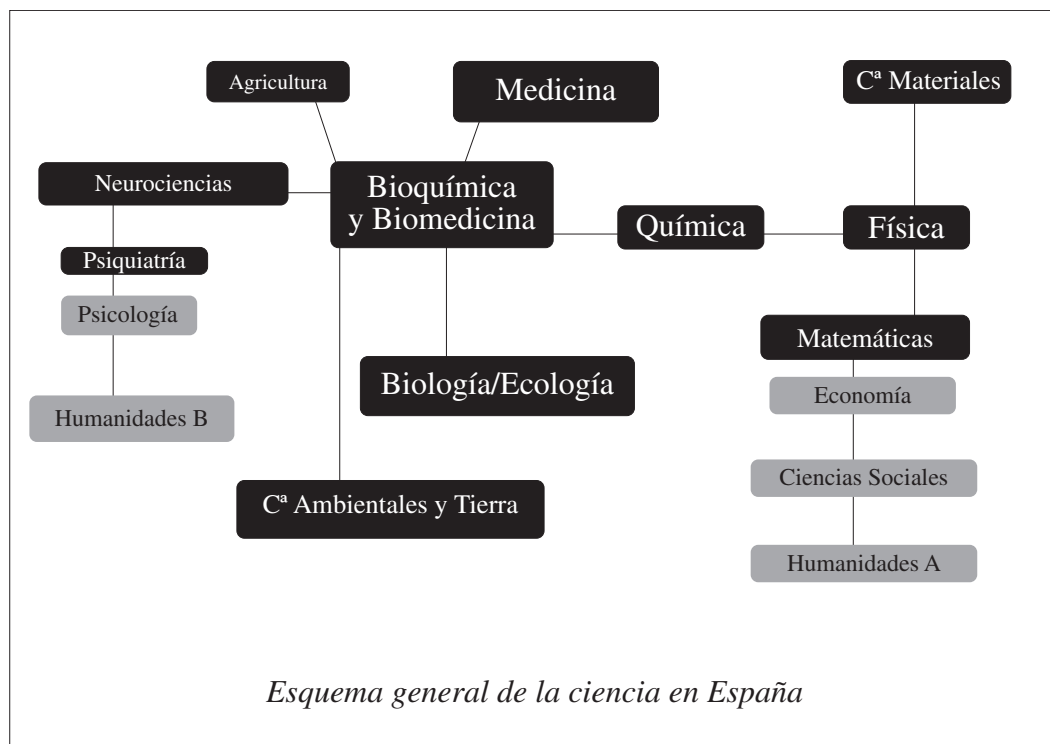 Agricultura
Medicina
Cª Materiales
Neurociencias
Bioquímica
y Biomedicina
Química
Física
Psiquiatría
Psicología
Matemáticas
Biología/Ecología
Economía
Humanidades B
Ciencias Sociales
Cª Ambientales y Tierra
Humanidades A
Esquema general de la ciencia en España